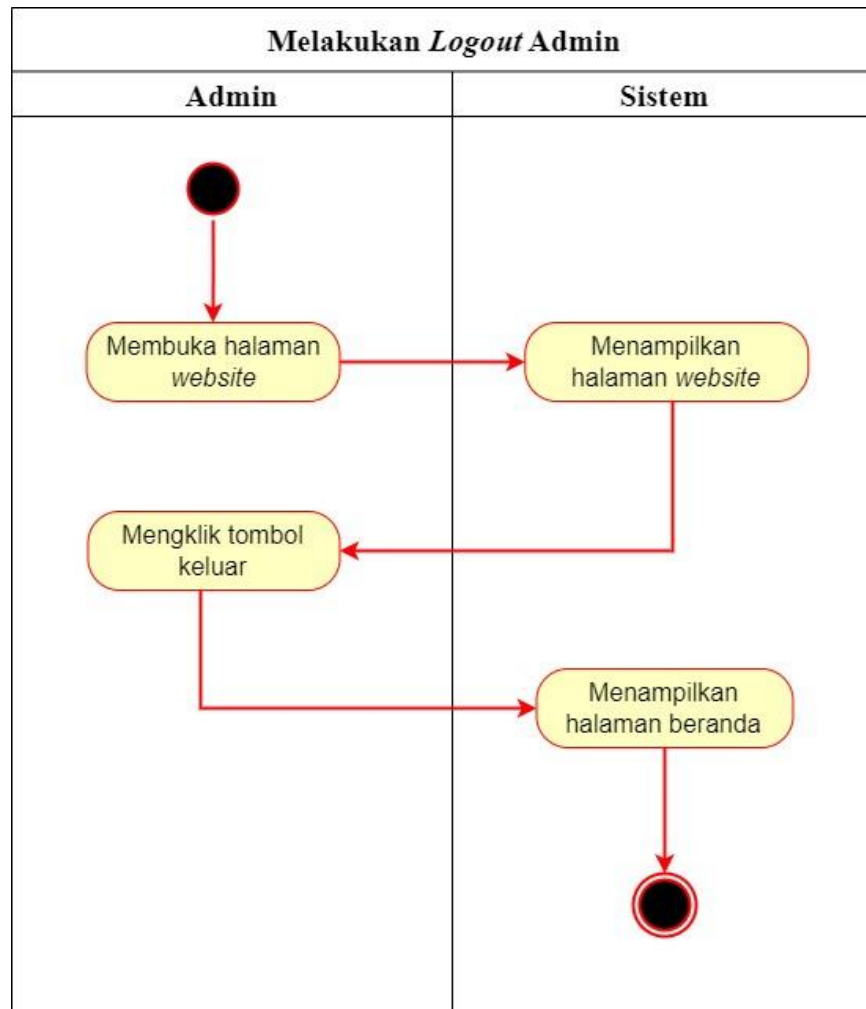 Melakukan Logout Admin
Admin
Sistem
Membuka halaman
website
Menampilkan
halaman website
Mengklik tombol
keluar
Menampilkan
halaman beranda